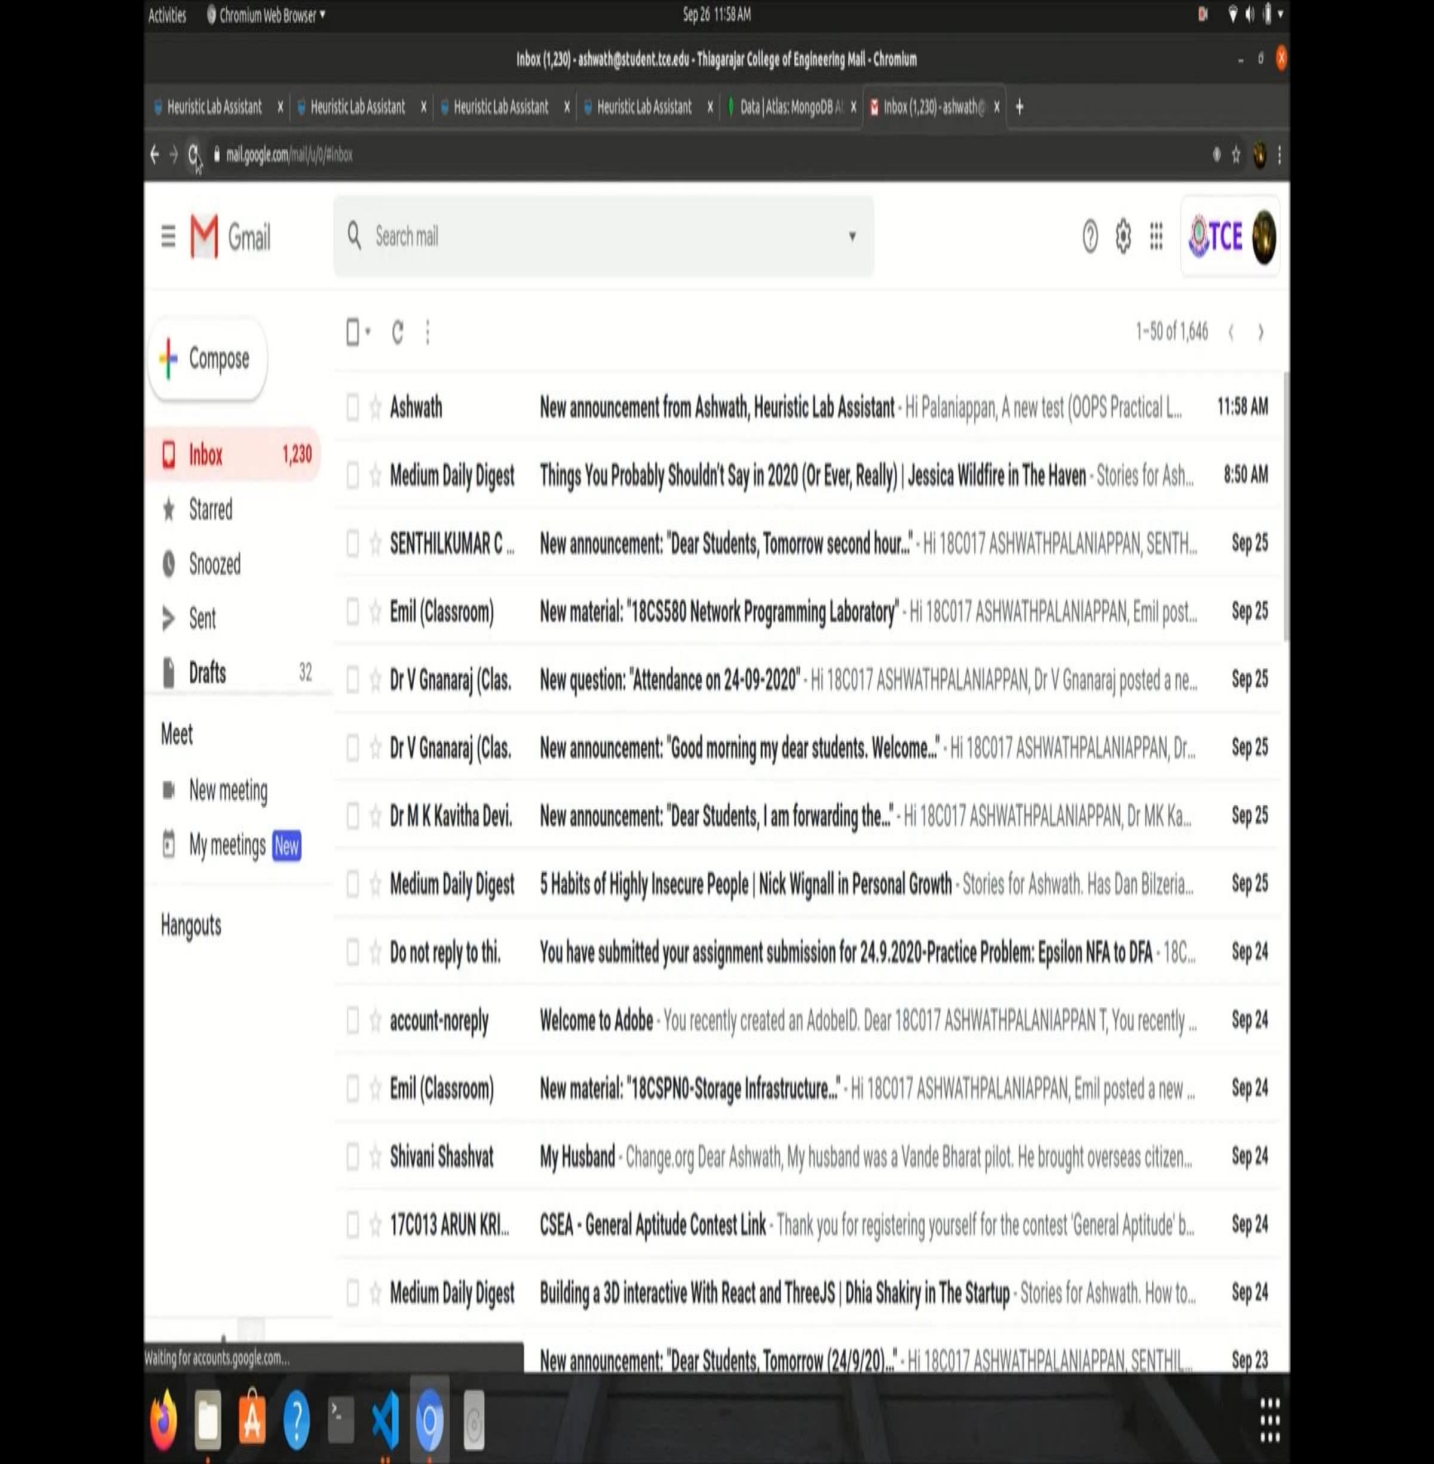 Activities Chromium Web Browser Sep 26 11:58 AM
Inbox (1,230) - ashwath@student.tce.edu - Thiagarajar College of Engineering Mail - Chromium
Heuristic Lab Assistant Heuristic Lab Assistant Heuristic Lab Assistant Heuristic Lab Assistant Data | Atlas: MongoDB A Inbox (1,230) - ashwath@
mail.google.com/mail/u/0/#inbox
Gmail Search mail TCE
1–50 of 1,646
Compose
Inbox 1,230
Starred
Snoozed
Sent
Drafts 32
Meet
New meeting
My meetings New
Hangouts
Ashwath New announcement from Ashwath, Heuristic Lab Assistant - Hi Palaniappan, A new test (OOPS Practical L... 11:58 AM
Medium Daily Digest Things You Probably Shouldn't Say in 2020 (Or Ever, Really) | Jessica Wildfire in The Haven - Stories for Ash... 8:50 AM
SENTHILKUMAR C ... New announcement: "Dear Students, Tomorrow second hour..." - Hi 18C017 ASHWATHPALANIAPPAN, SENTH... Sep 25
Emil (Classroom) New material: "18CS580 Network Programming Laboratory" - Hi 18C017 ASHWATHPALANIAPPAN, Emil post... Sep 25
Dr V Gnanaraj (Clas. New question: "Attendance on 24-09-2020" - Hi 18C017 ASHWATHPALANIAPPAN, Dr V Gnanaraj posted a ne... Sep 25
Dr V Gnanaraj (Clas. New announcement: "Good morning my dear students. Welcome..." - Hi 18C017 ASHWATHPALANIAPPAN, Dr... Sep 25
Dr M K Kavitha Devi. New announcement: "Dear Students, I am forwarding the..." - Hi 18C017 ASHWATHPALANIAPPAN, Dr MK Ka... Sep 25
Medium Daily Digest 5 Habits of Highly Insecure People | Nick Wignall in Personal Growth - Stories for Ashwath. Has Dan Bilzeria... Sep 25
Do not reply to thi. You have submitted your assignment submission for 24.9.2020-Practice Problem: Epsilon NFA to DFA - 18C... Sep 24
account-noreply Welcome to Adobe - You recently created an AdobeID. Dear 18C017 ASHWATHPALANIAPPAN T, You recently ... Sep 24
Emil (Classroom) New material: "18CSPN0-Storage Infrastructure..." - Hi 18C017 ASHWATHPALANIAPPAN, Emil posted a new ... Sep 24
Shivani Shashvat My Husband - Change.org Dear Ashwath, My husband was a Vande Bharat pilot. He brought overseas citizen... Sep 24
17C013 ARUN KRI... CSEA - General Aptitude Contest Link - Thank you for registering yourself for the contest 'General Aptitude' b... Sep 24
Medium Daily Digest Building a 3D interactive With React and ThreeJS | Dhia Shakiry in The Startup - Stories for Ashwath. How to... Sep 24
New announcement: "Dear Students, Tomorrow (24/9/20)..." - Hi 18C017 ASHWATHPALANIAPPAN, SENTHIL... Sep 23
Waiting for accounts.google.com...